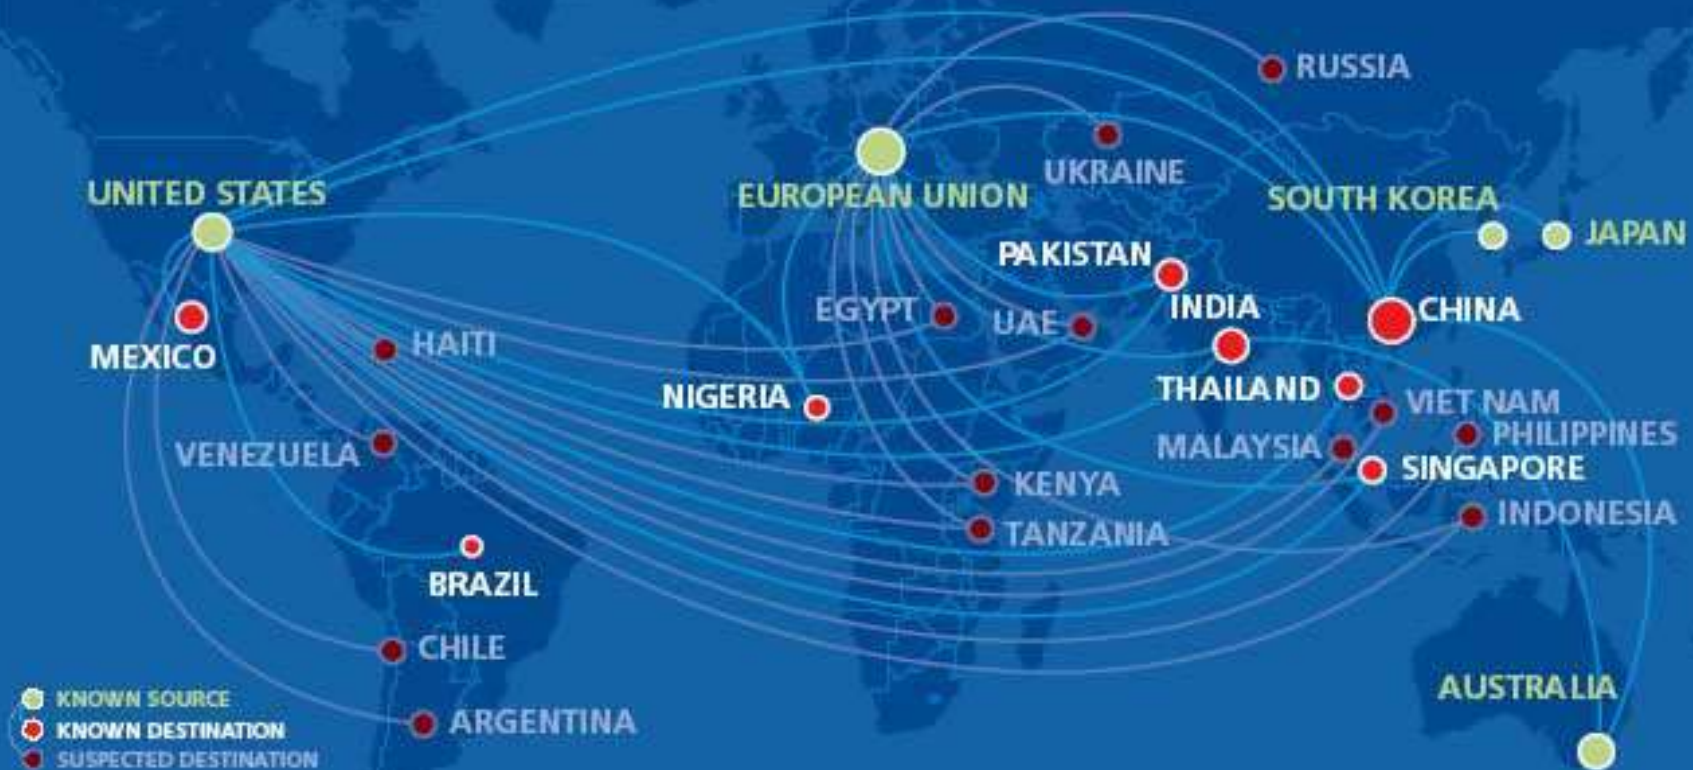 RUSSIA
UKRAINE
UNITED STATES
EUROPEAN UNION
SOUTH KOREA
JAPAN
PAKISTAN
EGYPT
UAE
INDIA
CHINA
MEXICO
HAITI
NIGERIA
THAILAND
VIET NAM
VENEZUELA
MALAYSIA
PHILIPPINES
SINGAPORE
KENYA
INDONESIA
TANZANIA
BRAZIL
CHILE
AUSTRALIA
KNOWN SOURCE
ARGENTINA
KNOWN DESTINATION
SUSPECTED DESTINATION